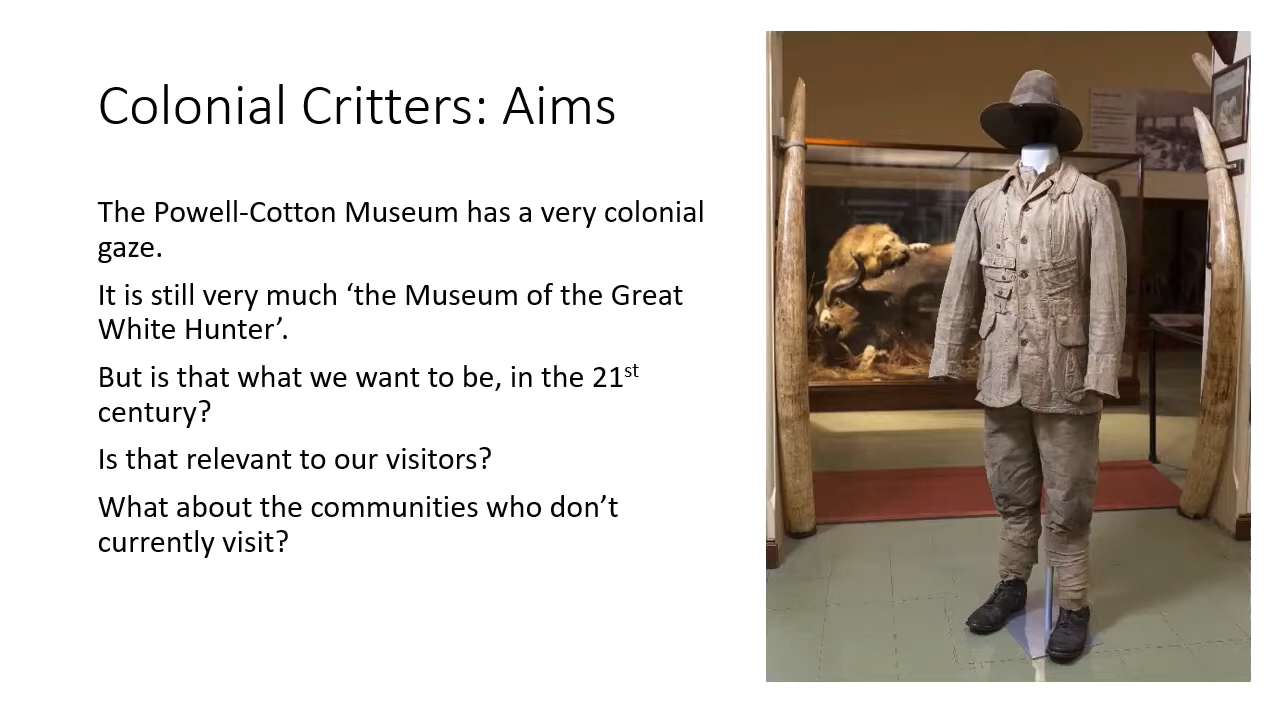 Colonial Critters: Aims
The Powell-Cotton Museum has a very colonial
gaze.
It is still very much ‘the Museum of the Great
White Hunter’.
But is that what we want to be, in the 21st
century?
Is that relevant to our visitors?
What about the communities who don’t
currently visit?